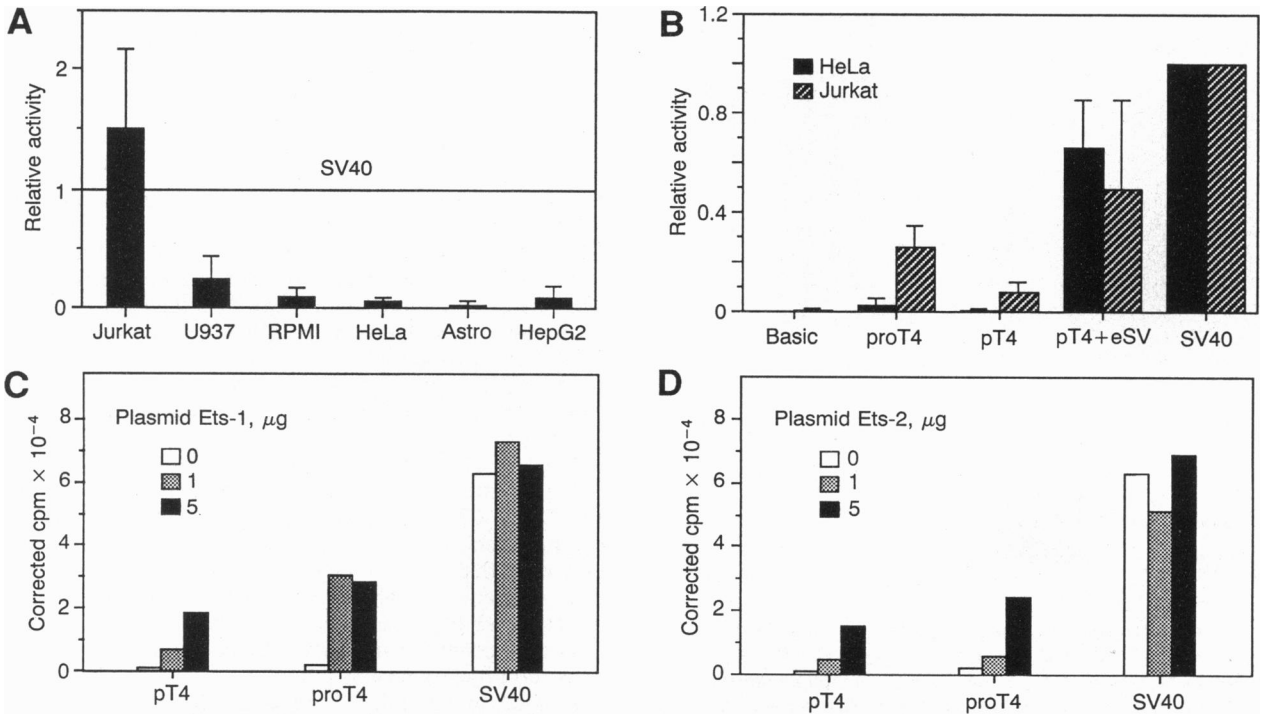 A
Relative activity
2
1
0
SV40
Jurkat U937 RPMI HeLa Astro HepG2
B
Relative activity
1.2
0.8
0.4
0
HeLa
Jurkat
Basic proT4 pT4 pT4+eSV SV40
C
Corrected cpm × 10⁻⁴
8
6
4
2
0
Plasmid Ets-1, μg
0
1
5
pT4 proT4 SV40
D
Corrected cpm × 10⁻⁴
8
6
4
2
0
Plasmid Ets-2, μg
0
1
5
pT4 proT4 SV40